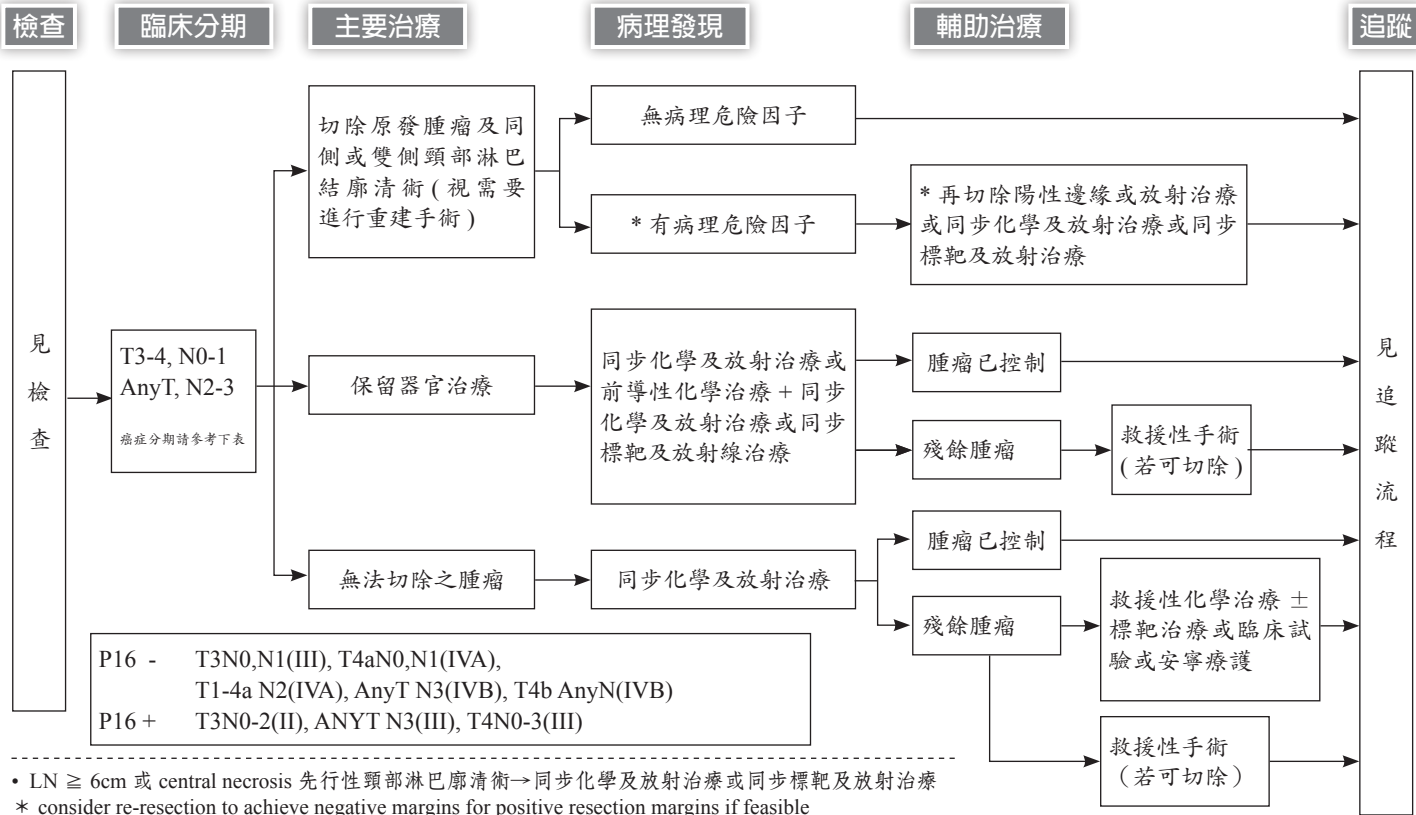 檢查
臨床分期
主要治療
病理發現
輔助治療
追蹤
見
檢
查
T3-4, N0-1
AnyT, N2-3
癌症分期請參考下表
切除原發腫瘤及同
側或雙側頸部淋巴
結廓清術(視需要
進行重建手術)
無病理危險因子
*有病理危險因子
*再切除陽性邊緣或放射治療
或同步化學及放射治療或同步
標靶及放射治療
保留器官治療
同步化學及放射治療或
前導性化學治療+同步
化學及放射治療或同步
標靶及放射線治療
腫瘤已控制
殘餘腫瘤
救援性手術
(若可切除)
無法切除之腫瘤
同步化學及放射治療
腫瘤已控制
殘餘腫瘤
救援性化學治療 ±
標靶治療或臨床試
驗或安寧療護
救援性手術
(若可切除)
見
追
蹤
流
程
P16 - T3N0,N1(III), T4aN0,N1(IVA),
T1-4a N2(IVA), AnyT N3(IVB), T4b AnyN(IVB)
P16 + T3N0-2(II), ANYT N3(III), T4N0-3(III)
• LN ≧ 6cm 或 central necrosis 先行性頸部淋巴廓清術→同步化學及放射治療或同步標靶及放射治療
* consider re-resection to achieve negative margins for positive resection margins if feasible